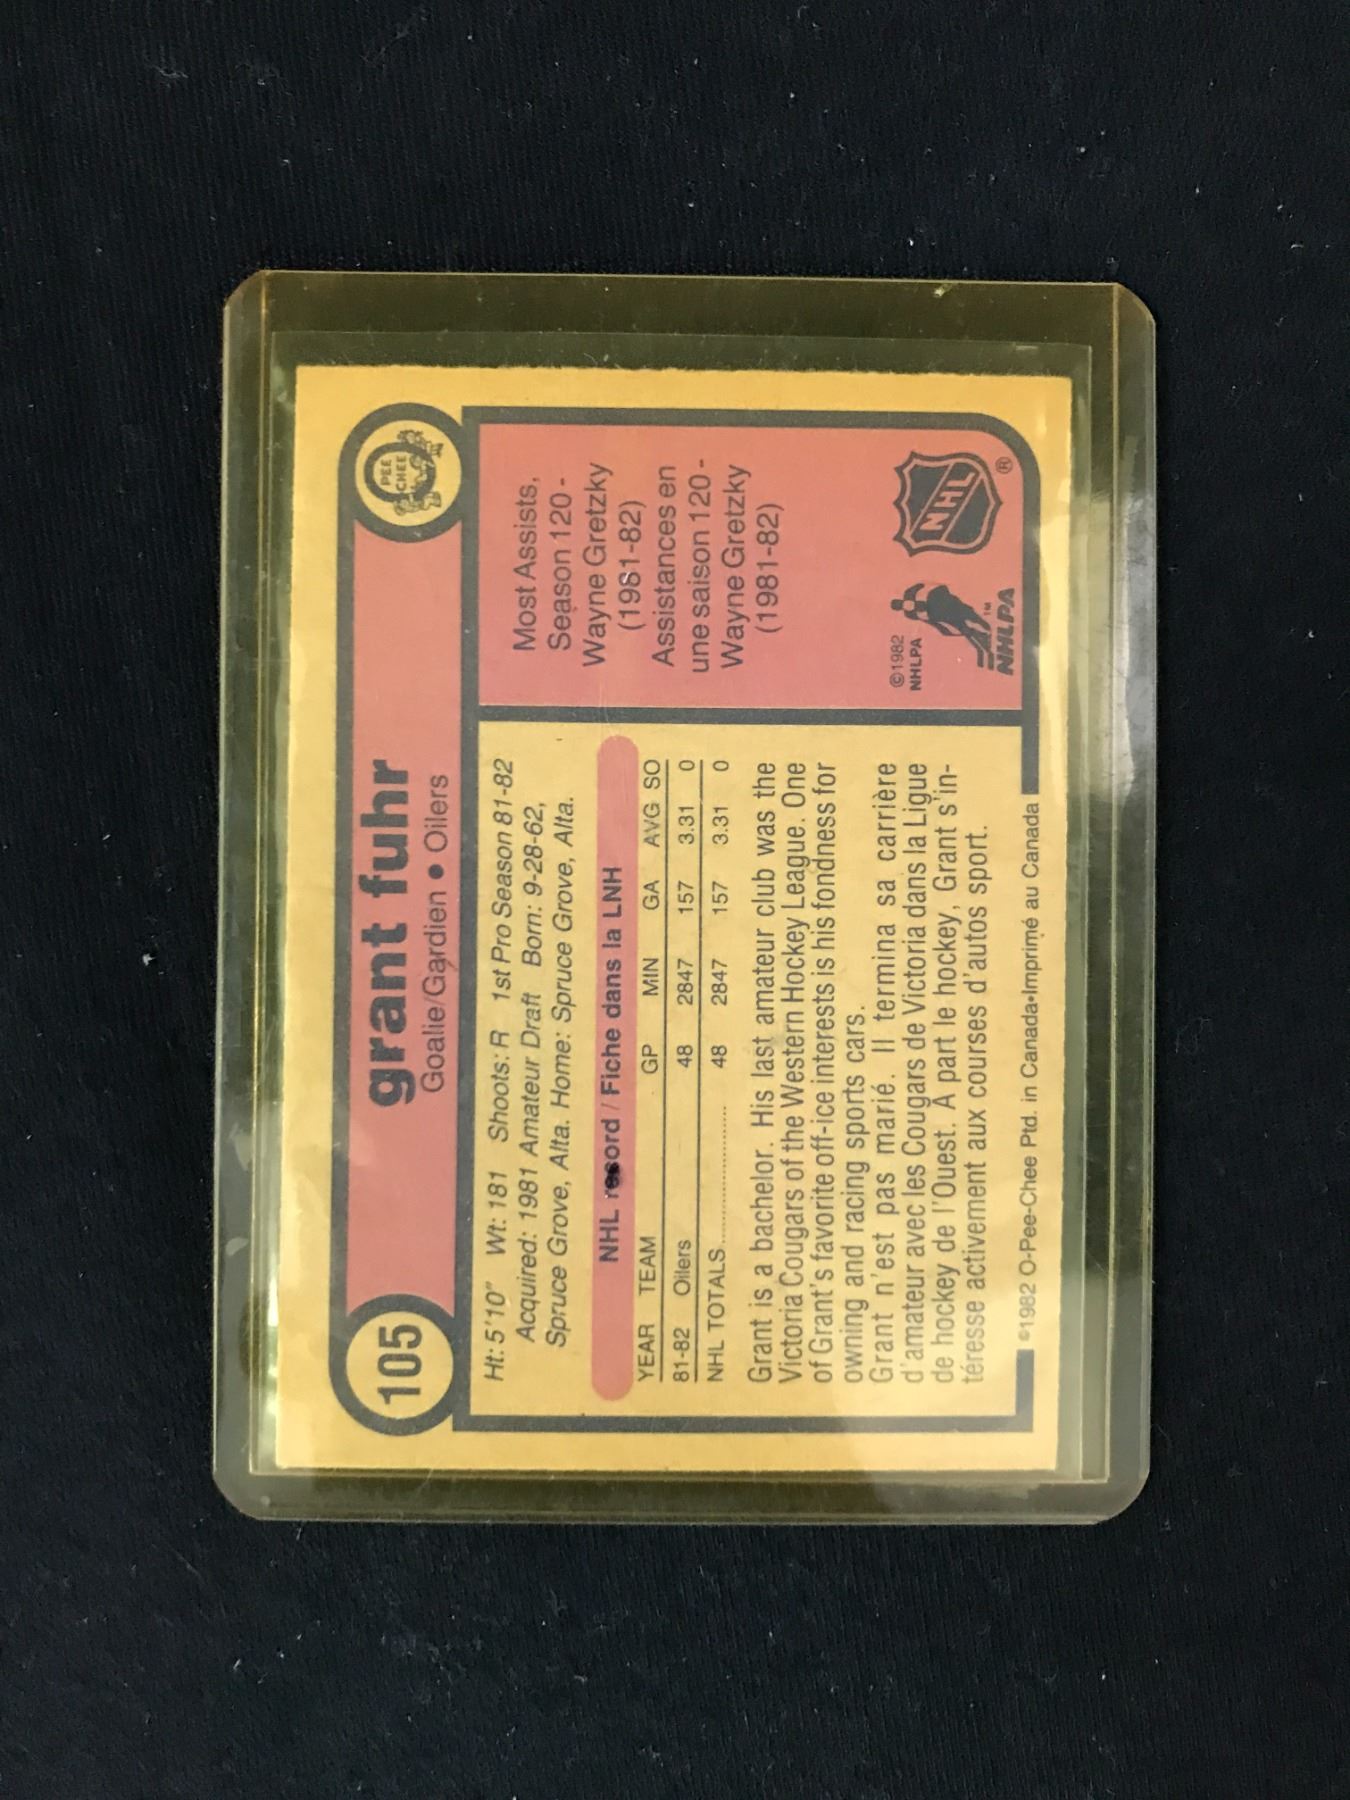 105
grant fuhr
Goalie/Gardien • Oilers
PEE
CHEE
Ht: 5'10" Wt: 181 Shoots: R 1st Pro Season 81-82
Acquired: 1981 Amateur Draft Born: 9-28-62,
Spruce Grove, Alta. Home: Spruce Grove, Alta.
NHL record / Fiche dans la LNH
YEAR TEAM GP MIN GA AVG SO
81-82 Oilers 48 2847 157 3.31 0
NHL TOTALS.................... 48 2847 157 3.31 0
Grant is a bachelor. His last amateur club was the
Victoria Cougars of the Western Hockey League. One
of Grant's favorite off-ice interests is his fondness for
owning and racing sports cars.
Grant n'est pas marié. Il termina sa carrière
d'amateur avec les Cougars de Victoria dans la Ligue
de hockey de l'Ouest. À part le hockey, Grant s'in-
téresse activement aux courses d'autos sport.
©1982 O-Pee-Chee Ptd. in Canada•Imprimé au Canada
Most Assists,
Season 120 -
Wayne Gretzky
(1981-82)
Assistances en
une saison 120 -
Wayne Gretzky
(1981-82)
©1982
NHLPA
NHLPA ™
NHL ®